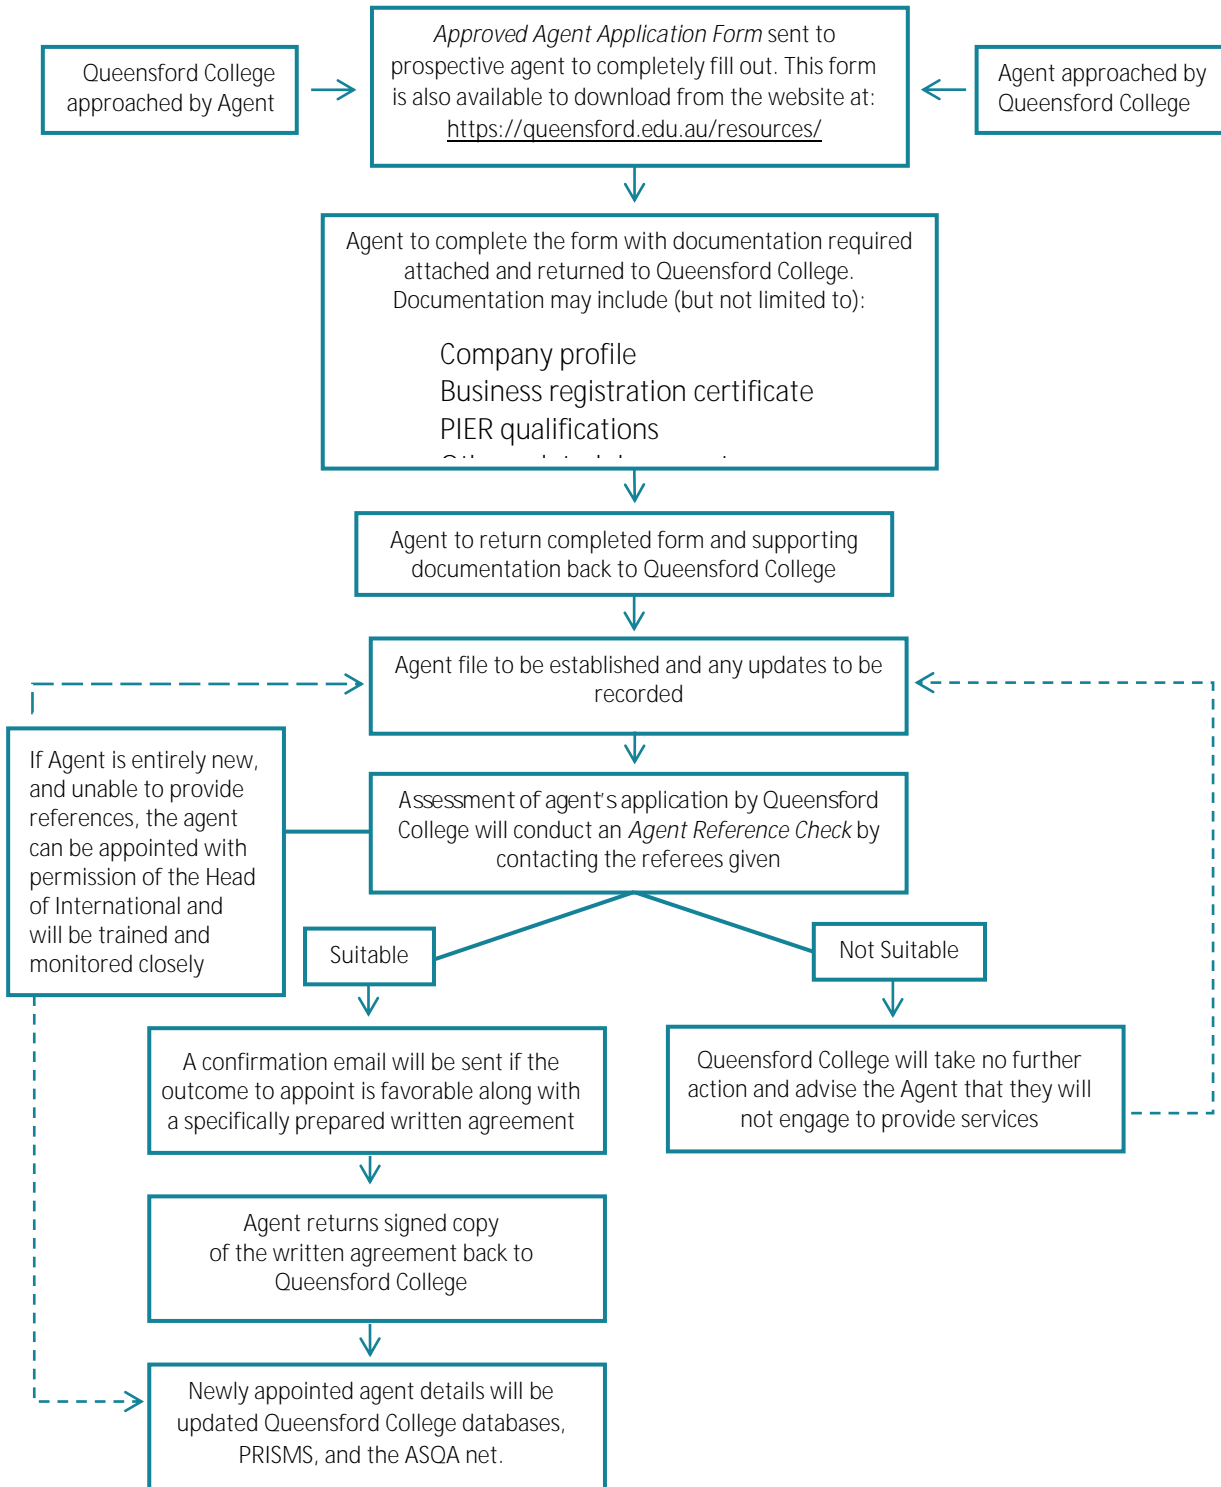 Approved Agent Application Form sent to
prospective agent to completely fill out. This form
is also available to download from the website at:
https://queensford.edu.au/resources/
Queensford College
approached by Agent
Agent approached by
Queensford College
Agent to complete the form with documentation required
attached and returned to Queensford College.
Documentation may include (but not limited to):
Company profile
Business registration certificate
PIER qualifications
Agent to return completed form and supporting
documentation back to Queensford College
Agent file to be established and any updates to be
recorded
If Agent is entirely new,
and unable to provide
references, the agent
can be appointed with
permission of the Head
of International and
will be trained and
monitored closely
Assessment of agent's application by Queensford
College will conduct an Agent Reference Check by
contacting the referees given
Suitable
Not Suitable
A confirmation email will be sent if the
outcome to appoint is favorable along with
a specifically prepared written agreement
Queensford College will take no further
action and advise the Agent that they will
not engage to provide services
Agent returns signed copy
of the written agreement back to
Queensford College
Newly appointed agent details will be
updated Queensford College databases,
PRISMS, and the ASQA net.